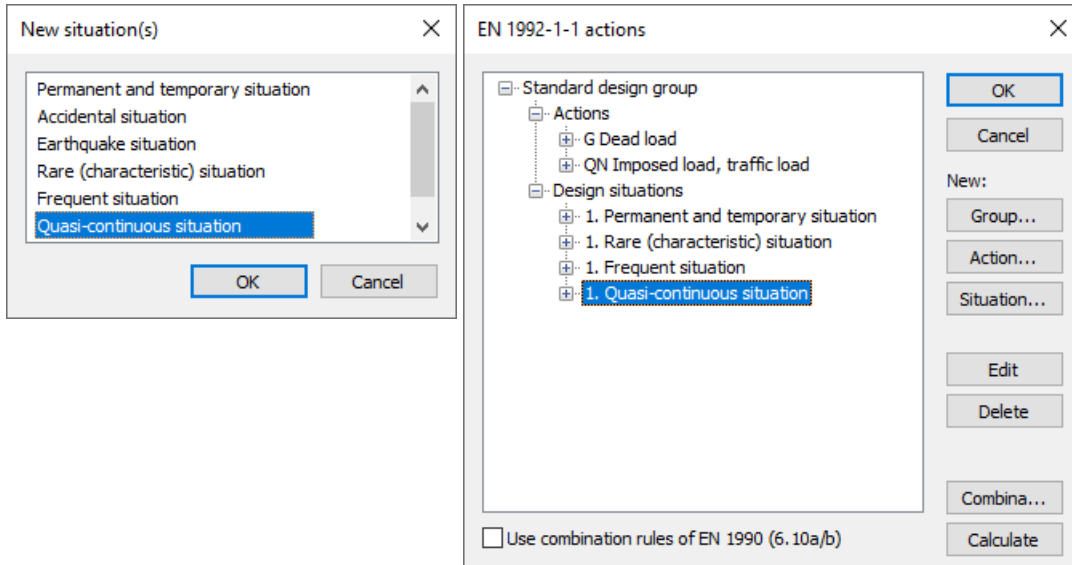 New situation(s)
Permanent and temporary situation
Accidental situation
Earthquake situation
Rare (characteristic) situation
Frequent situation
Quasi-continuous situation
OK
Cancel
EN 1992-1-1 actions
Standard design group
Actions
G Dead load
QN Imposed load, traffic load
Design situations
1. Permanent and temporary situation
1. Rare (characteristic) situation
1. Frequent situation
1. Quasi-continuous situation
Use combination rules of EN 1990 (6.10a/b)
OK
Cancel
New:
Group...
Action...
Situation...
Edit
Delete
Combina...
Calculate